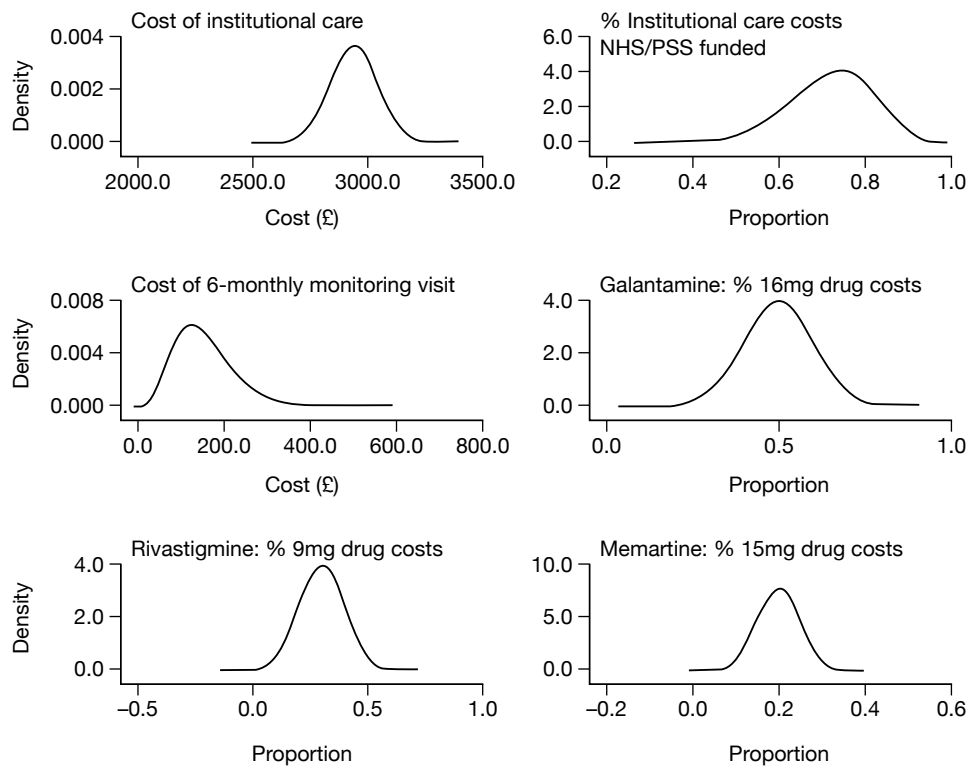 Cost of institutional care
0.004
0.002
0.000
Density
2000.0 2500.0 3000.0 3500.0
Cost (£)
% Institutional care costs
NHS/PSS funded
6.0
4.0
2.0
0.0
0.2 0.4 0.6 0.8 1.0
Proportion
Cost of 6-monthly monitoring visit
0.008
0.004
0.000
Density
0.0 200.0 400.0 600.0 800.0
Cost (£)
Galantamine: % 16mg drug costs
4.0
2.0
0.0
0.0 0.5 1.0
Proportion
Rivastigmine: % 9mg drug costs
4.0
2.0
0.0
Density
–0.5 0.0 0.5 1.0
Proportion
Memartine: % 15mg drug costs
10.0
5.0
0.0
–0.2 0.0 0.2 0.4 0.6
Proportion